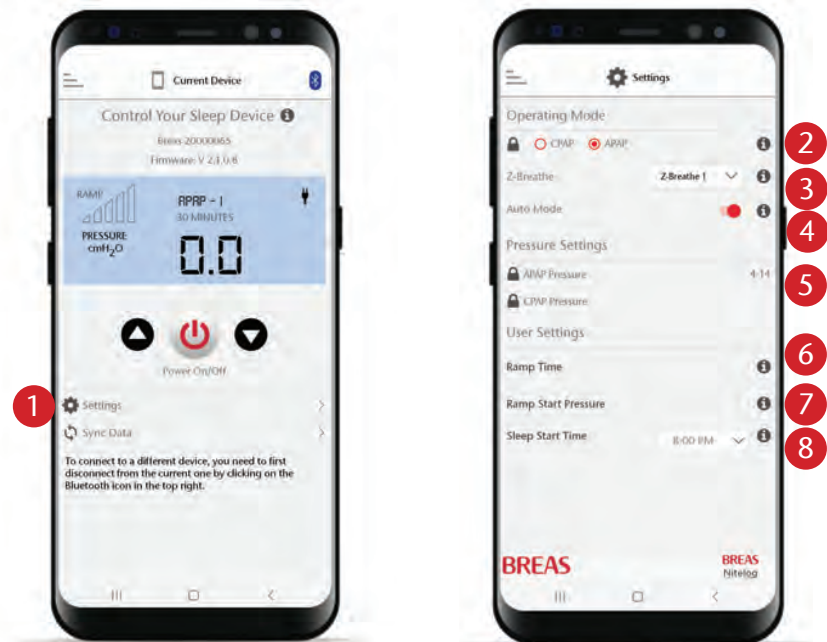 Current Device
Control Your Sleep Device
Breas 20000065
Firmware: V 2.1.0.8
RAMP
APAP - 1
30 MINUTES
PRESSURE
cmH2O
0.0
Power On/Off
1
Settings
Sync Data
To connect to a different device, you need to first
disconnect from the current one by clicking on the
Bluetooth icon in the top right.
Settings
Operating Mode
CPAP APAP
2
Z-Breathe Z-Breathe 1
3
Auto Mode
4
Pressure Settings
APAP Pressure 4-14
5
CPAP Pressure
User Settings
6
Ramp Time
Ramp Start Pressure
7
Sleep Start Time 8:00 PM
8
BREAS
BREAS
Nitelog